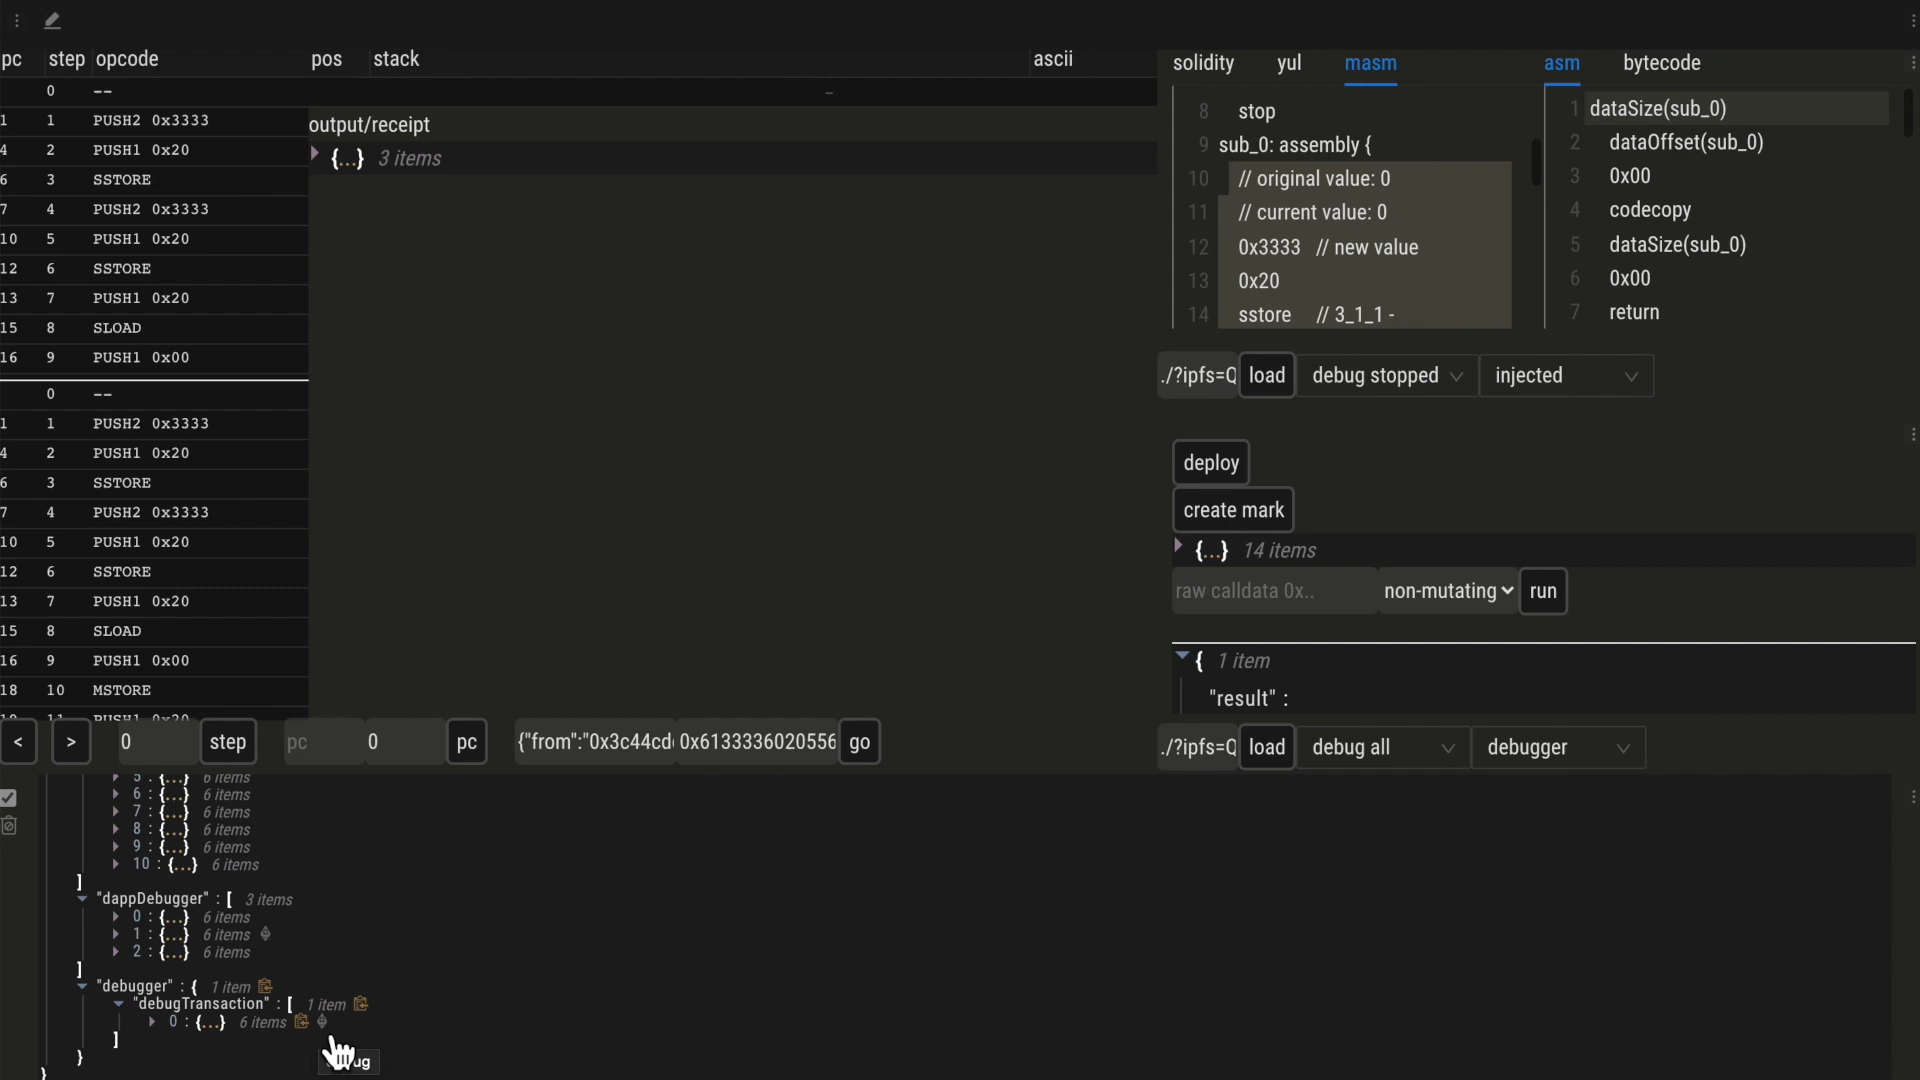 pc step opcode pos stack ascii
0 --
1 1 PUSH2 0x3333
4 2 PUSH1 0x20
6 3 SSTORE
7 4 PUSH2 0x3333
10 5 PUSH1 0x20
12 6 SSTORE
13 7 PUSH1 0x20
15 8 SLOAD
16 9 PUSH1 0x00
0 --
1 1 PUSH2 0x3333
4 2 PUSH1 0x20
6 3 SSTORE
7 4 PUSH2 0x3333
10 5 PUSH1 0x20
12 6 SSTORE
13 7 PUSH1 0x20
15 8 SLOAD
16 9 PUSH1 0x00
18 10 MSTORE
19 11 PUSH1 0x20
–
output/receipt
{...} 3 items
solidity yul masm
8 stop
9 sub_0: assembly {
10 // original value: 0
11 // current value: 0
12 0x3333 // new value
13 0x20
14 sstore // 3_1_1 -
asm bytecode
1 dataSize(sub_0)
2 dataOffset(sub_0)
3 0x00
4 codecopy
5 dataSize(sub_0)
6 0x00
7 return
./?ipfs=Q load debug stopped injected
deploy
create mark
{...} 14 items
raw calldata 0x.. non-mutating run
{ 1 item
"result" :
< > 0 step pc 0 pc {"from":"0x3c44cd 0x6133336020556 go
./?ipfs=Q load debug all debugger
5 : {...} 6 items
6 : {...} 6 items
7 : {...} 6 items
8 : {...} 6 items
9 : {...} 6 items
10 : {...} 6 items
]
"dappDebugger" : [ 3 items
0 : {...} 6 items
1 : {...} 6 items
2 : {...} 6 items
]
"debugger" : { 1 item
"debugTransaction" : [ 1 item
0 : {...} 6 items
]
}
}